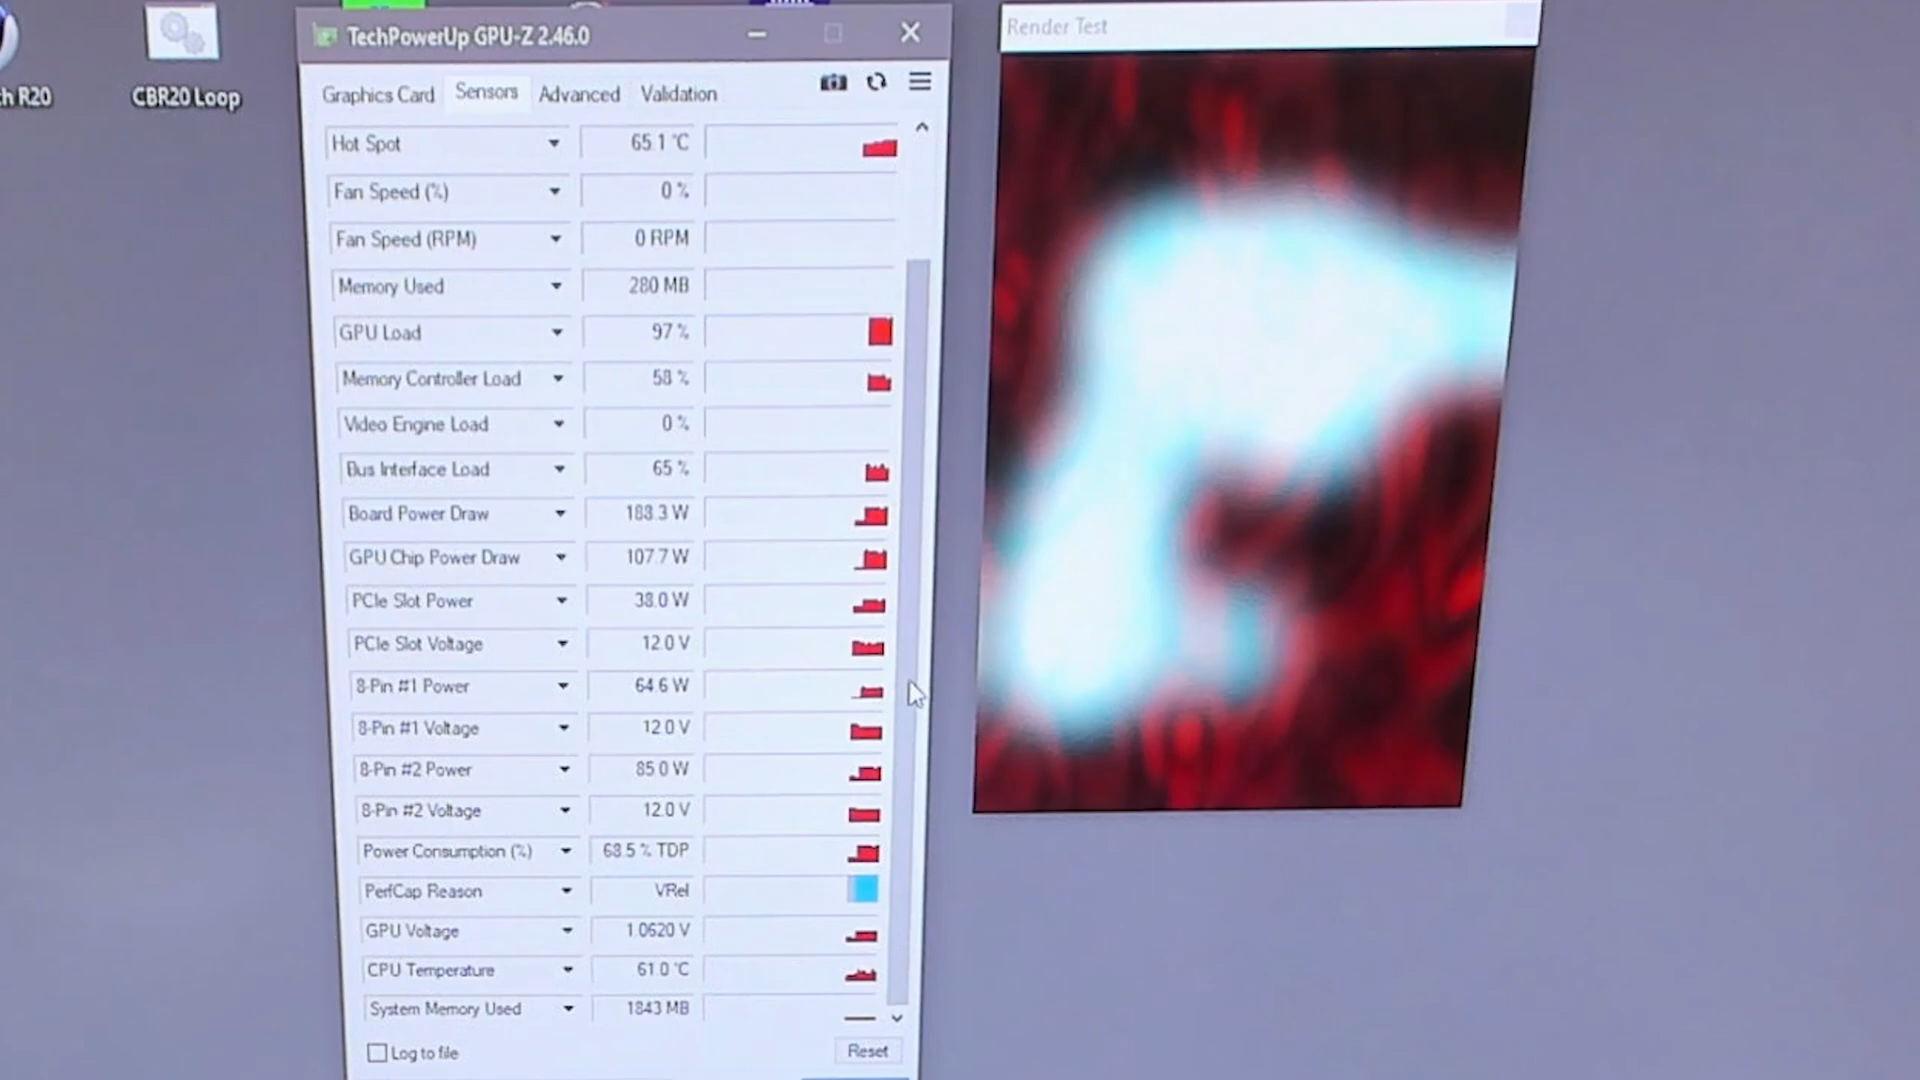 h R20
CBR20 Loop
TechPowerUp GPU-Z 2.46.0
Graphics Card Sensors Advanced Validation
Hot Spot 65.1 °C
Fan Speed (%) 0 %
Fan Speed (RPM) 0 RPM
Memory Used 280 MB
GPU Load 97 %
Memory Controller Load 58 %
Video Engine Load 0 %
Bus Interface Load 65 %
Board Power Draw 188.3 W
GPU Chip Power Draw 107.7 W
PCIe Slot Power 38.0 W
PCIe Slot Voltage 12.0 V
8-Pin #1 Power 64.6 W
8-Pin #1 Voltage 12.0 V
8-Pin #2 Power 85.0 W
8-Pin #2 Voltage 12.0 V
Power Consumption (%) 68.5 % TDP
PerfCap Reason VRel
GPU Voltage 1.0620 V
CPU Temperature 61.0 °C
System Memory Used 1843 MB
Log to file
Reset
Render Test